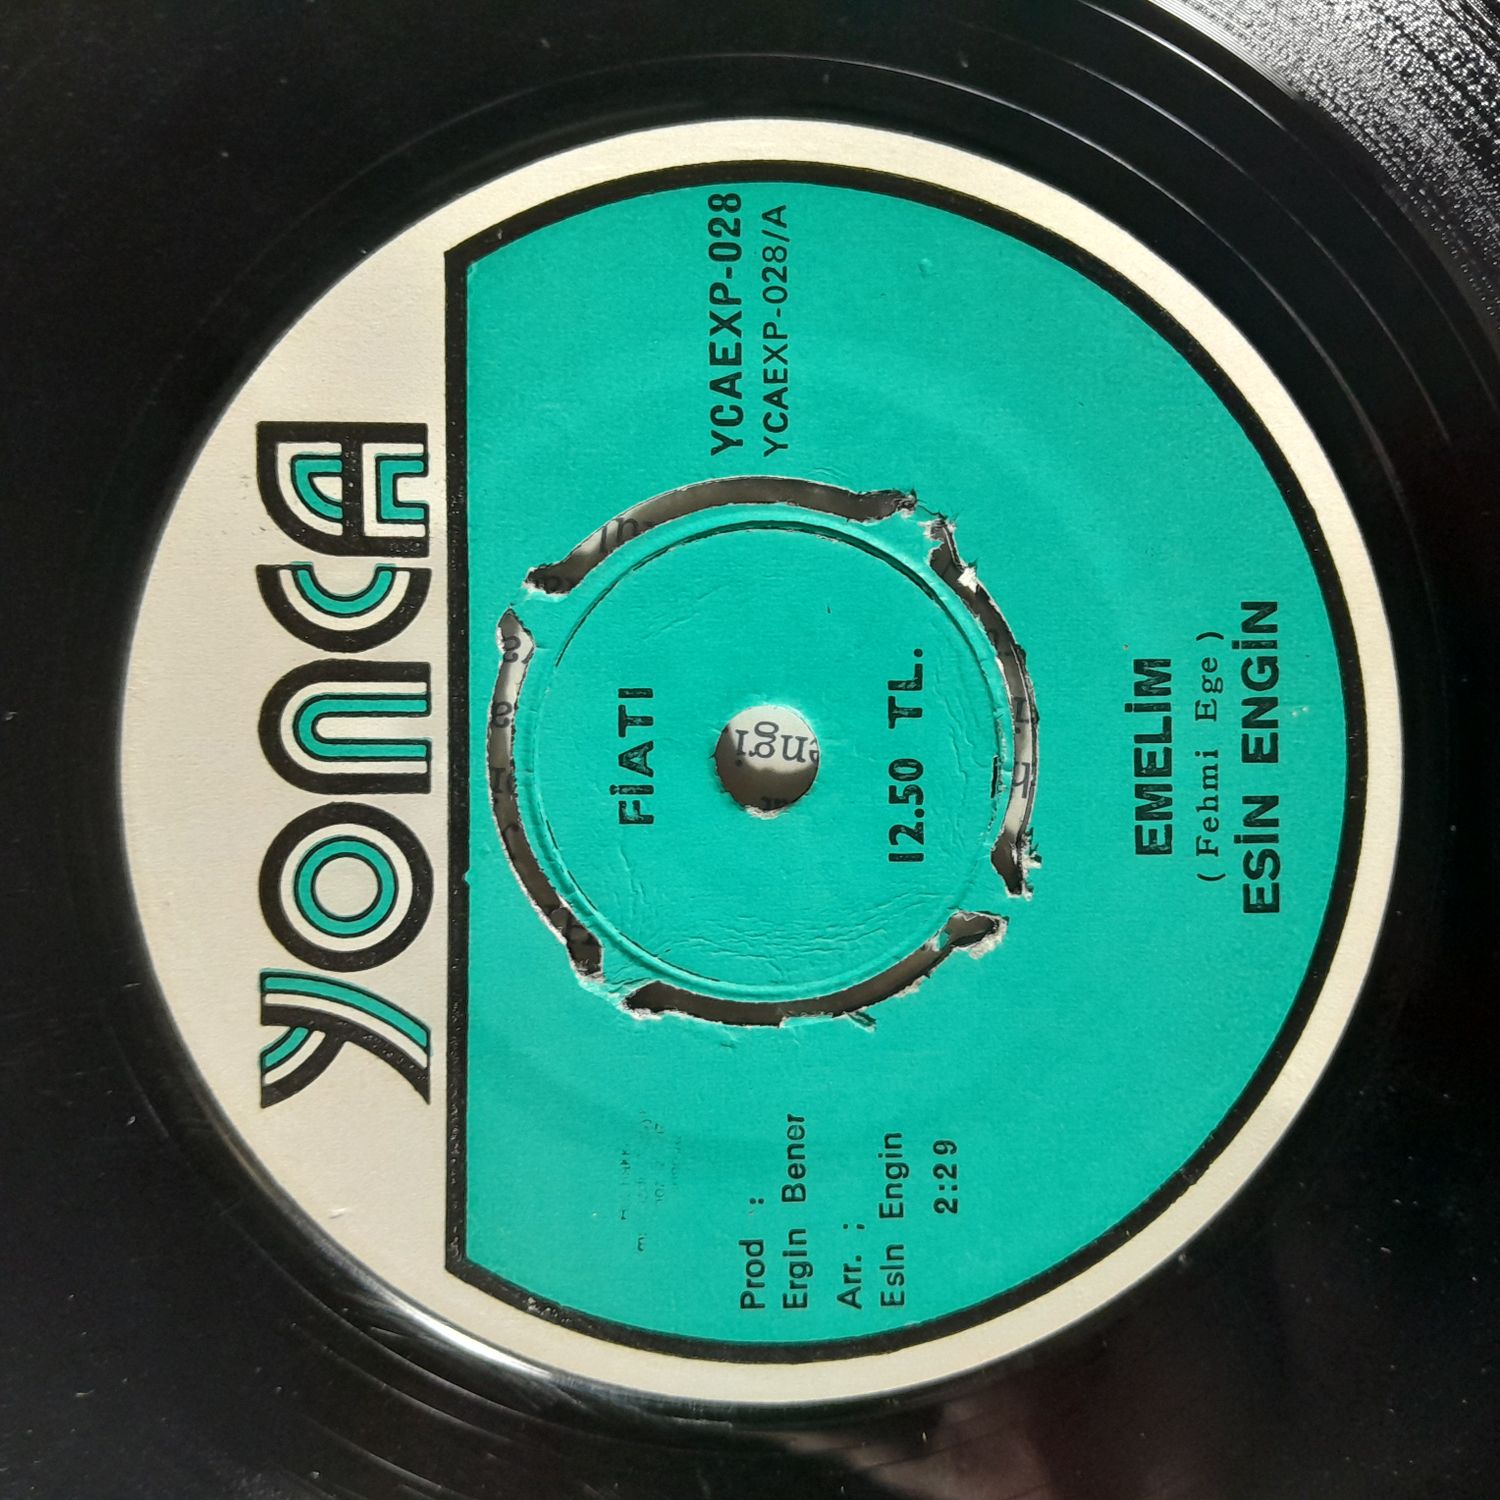 YONCA
YCAEXP-028
YCAEXP-028/A
FİATI
12.50 TL.
Prod :
Ergin Bener
Arr. ;
Esin Engin
2:29
EMELİM
( Fehmi Ege )
ESİN ENGİN